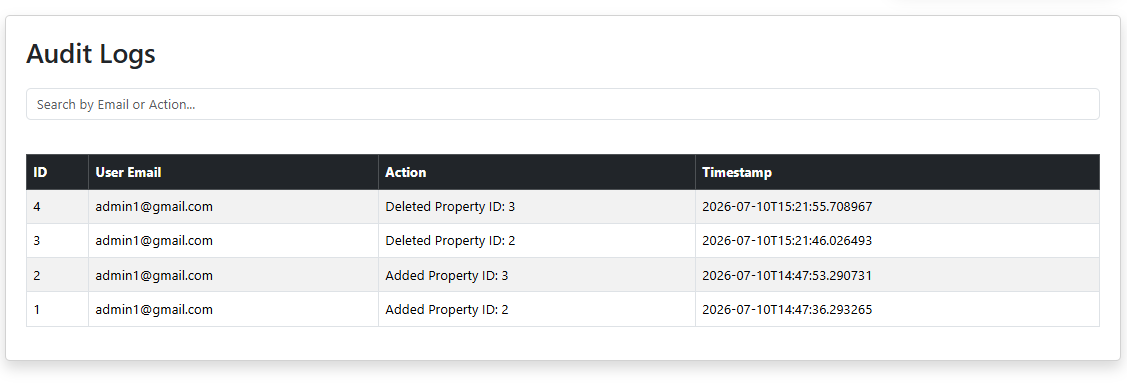 Audit Logs
Search by Email or Action...
ID User Email Action Timestamp
4 admin1@gmail.com Deleted Property ID: 3 2026-07-10T15:21:55.708967
3 admin1@gmail.com Deleted Property ID: 2 2026-07-10T15:21:46.026493
2 admin1@gmail.com Added Property ID: 3 2026-07-10T14:47:53.290731
1 admin1@gmail.com Added Property ID: 2 2026-07-10T14:47:36.293265